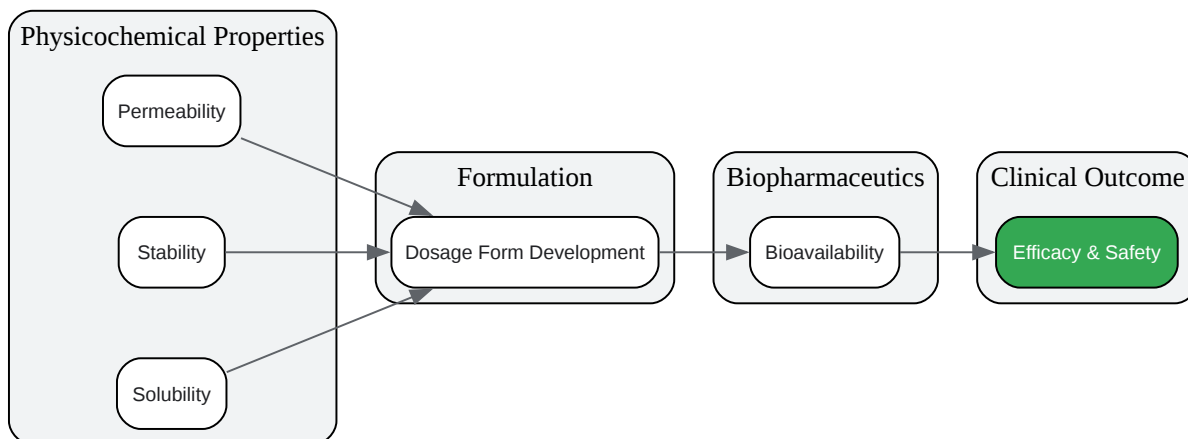 Physicochemical Properties
Permeability
Stability
Solubility
Formulation
Dosage Form Development
Biopharmaceutics
Bioavailability
Clinical Outcome
Efficacy & Safety